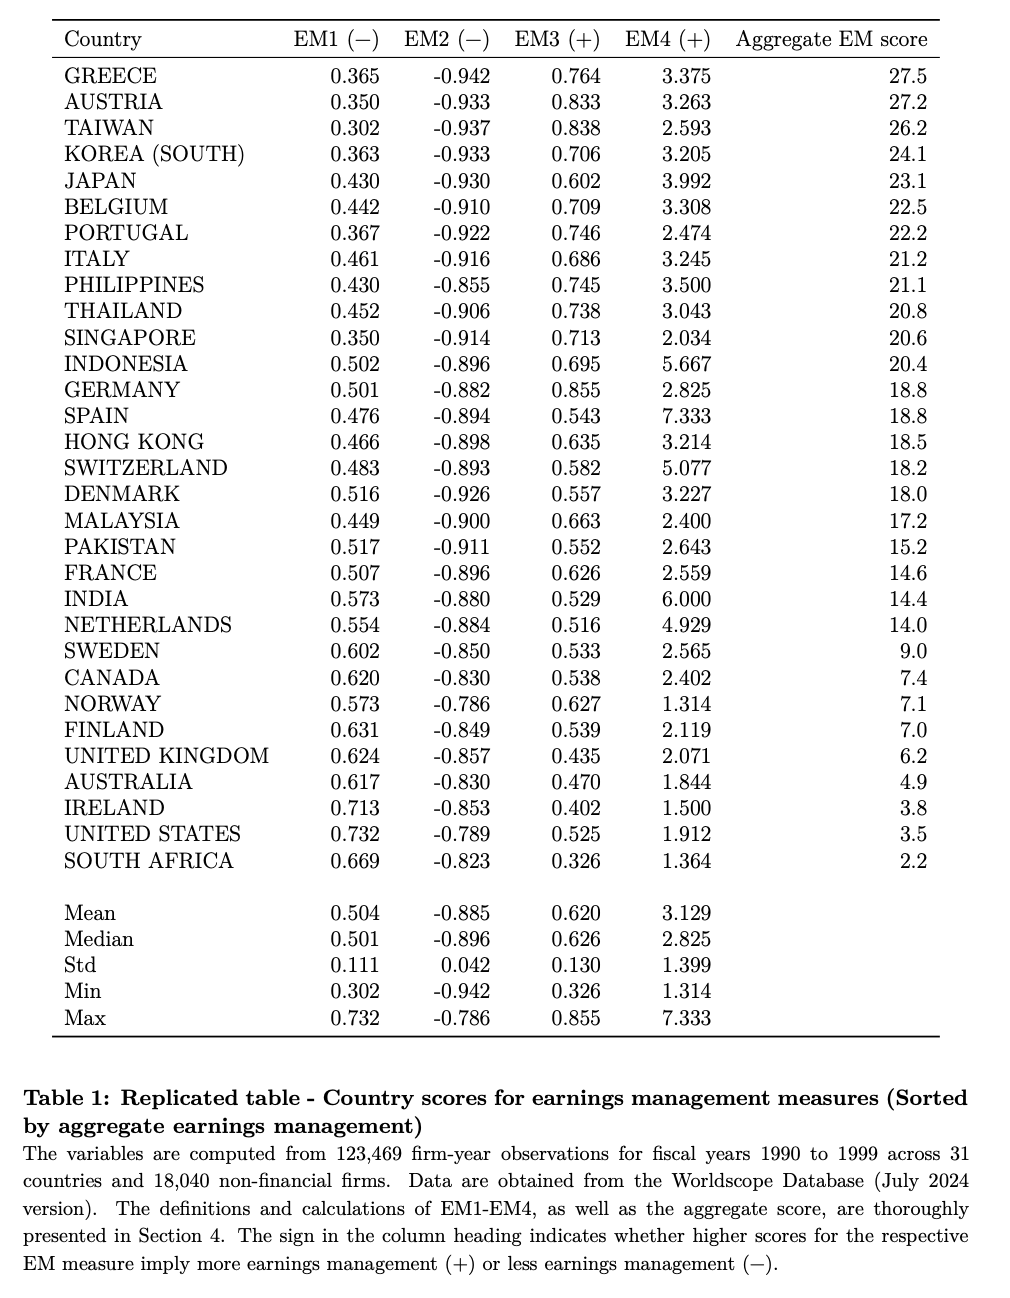 Country EM1 (−) EM2 (−) EM3 (+) EM4 (+) Aggregate EM score
GREECE 0.365 -0.942 0.764 3.375 27.5
AUSTRIA 0.350 -0.933 0.833 3.263 27.2
TAIWAN 0.302 -0.937 0.838 2.593 26.2
KOREA (SOUTH) 0.363 -0.933 0.706 3.205 24.1
JAPAN 0.430 -0.930 0.602 3.992 23.1
BELGIUM 0.442 -0.910 0.709 3.308 22.5
PORTUGAL 0.367 -0.922 0.746 2.474 22.2
ITALY 0.461 -0.916 0.686 3.245 21.2
PHILIPPINES 0.430 -0.855 0.745 3.500 21.1
THAILAND 0.452 -0.906 0.738 3.043 20.8
SINGAPORE 0.350 -0.914 0.713 2.034 20.6
INDONESIA 0.502 -0.896 0.695 5.667 20.4
GERMANY 0.501 -0.882 0.855 2.825 18.8
SPAIN 0.476 -0.894 0.543 7.333 18.8
HONG KONG 0.466 -0.898 0.635 3.214 18.5
SWITZERLAND 0.483 -0.893 0.582 5.077 18.2
DENMARK 0.516 -0.926 0.557 3.227 18.0
MALAYSIA 0.449 -0.900 0.663 2.400 17.2
PAKISTAN 0.517 -0.911 0.552 2.643 15.2
FRANCE 0.507 -0.896 0.626 2.559 14.6
INDIA 0.573 -0.880 0.529 6.000 14.4
NETHERLANDS 0.554 -0.884 0.516 4.929 14.0
SWEDEN 0.602 -0.850 0.533 2.565 9.0
CANADA 0.620 -0.830 0.538 2.402 7.4
NORWAY 0.573 -0.786 0.627 1.314 7.1
FINLAND 0.631 -0.849 0.539 2.119 7.0
UNITED KINGDOM 0.624 -0.857 0.435 2.071 6.2
AUSTRALIA 0.617 -0.830 0.470 1.844 4.9
IRELAND 0.713 -0.853 0.402 1.500 3.8
UNITED STATES 0.732 -0.789 0.525 1.912 3.5
SOUTH AFRICA 0.669 -0.823 0.326 1.364 2.2
Mean 0.504 -0.885 0.620 3.129
Median 0.501 -0.896 0.626 2.825
Std 0.111 0.042 0.130 1.399
Min 0.302 -0.942 0.326 1.314
Max 0.732 -0.786 0.855 7.333
Table 1: Replicated table - Country scores for earnings management measures (Sorted
by aggregate earnings management)
The variables are computed from 123,469 firm-year observations for fiscal years 1990 to 1999 across 31
countries and 18,040 non-financial firms. Data are obtained from the Worldscope Database (July 2024
version). The definitions and calculations of EM1-EM4, as well as the aggregate score, are thoroughly
presented in Section 4. The sign in the column heading indicates whether higher scores for the respective
EM measure imply more earnings management (+) or less earnings management (−).